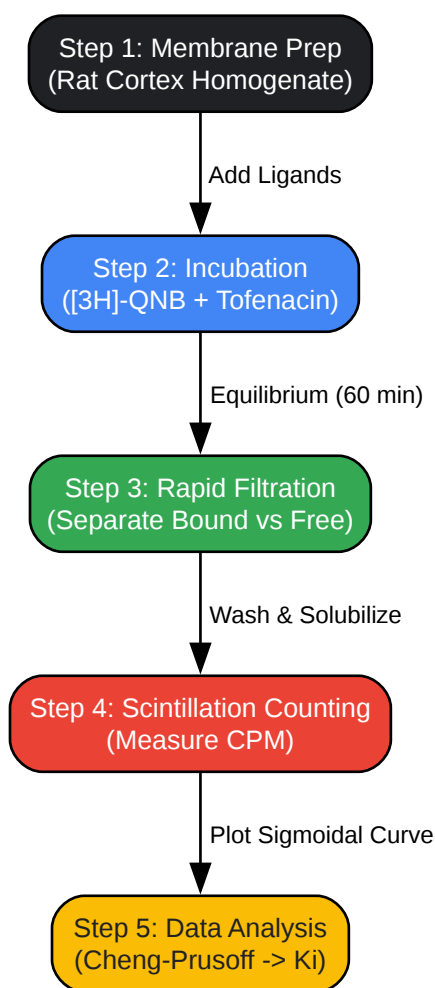 Step 1: Membrane Prep
(Rat Cortex Homogenate)
Add Ligands
Step 2: Incubation
([3H]-QNB + Tofenacin)
Equilibrium (60 min)
Step 3: Rapid Filtration
(Separate Bound vs Free)
Wash & Solubilize
Step 4: Scintillation Counting
(Measure CPM)
Plot Sigmoidal Curve
Step 5: Data Analysis
(Cheng-Prusoff -> Ki)